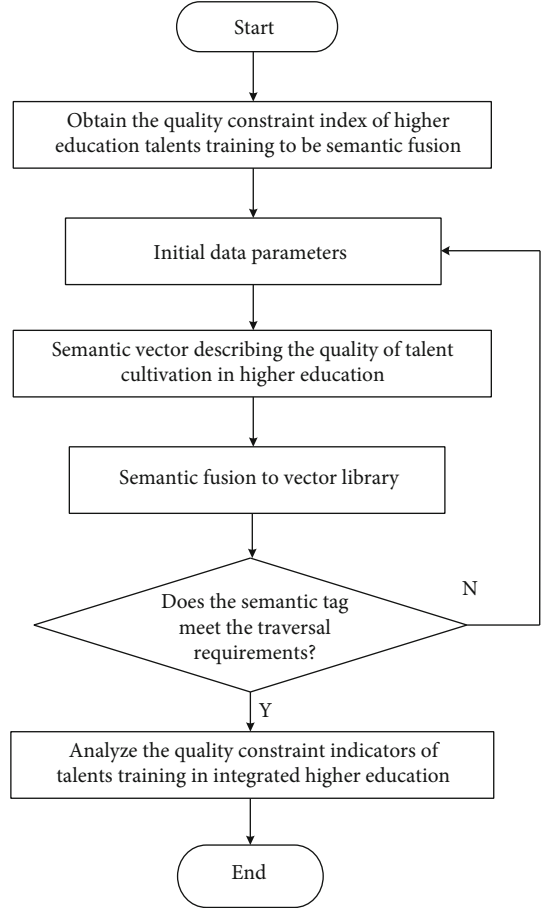 Start
Obtain the quality constraint index of higher
education talents training to be semantic fusion
Initial data parameters
Semantic vector describing the quality of talent
cultivation in higher education
Semantic fusion to vector library
Does the semantic tag
meet the traversal
requirements?
N
Y
Analyze the quality constraint indicators of
talents training in integrated higher education
End